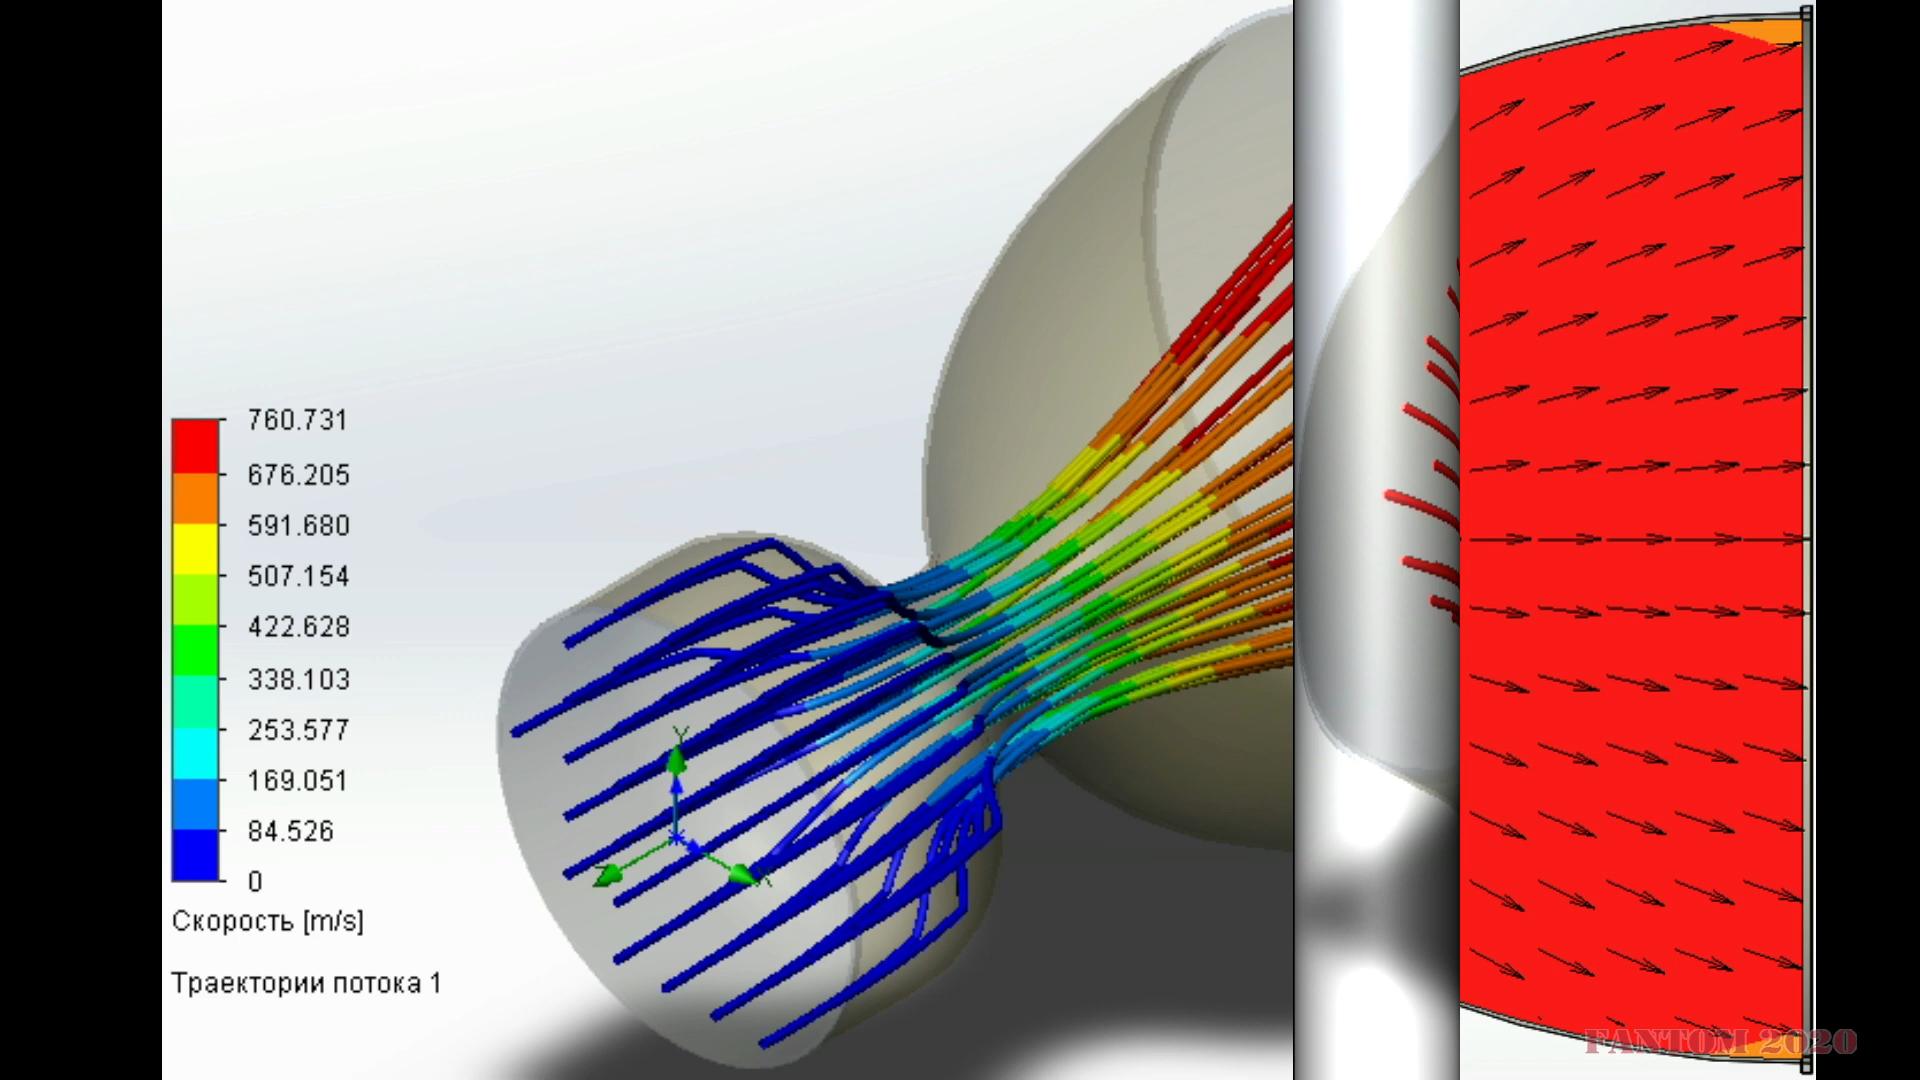 760.731
676.205
591.680
507.154
422.628
338.103
253.577
169.051
84.526
0
Скорость [m/s]
Траектории потока 1
Y
X
Z
FANTOM 2020